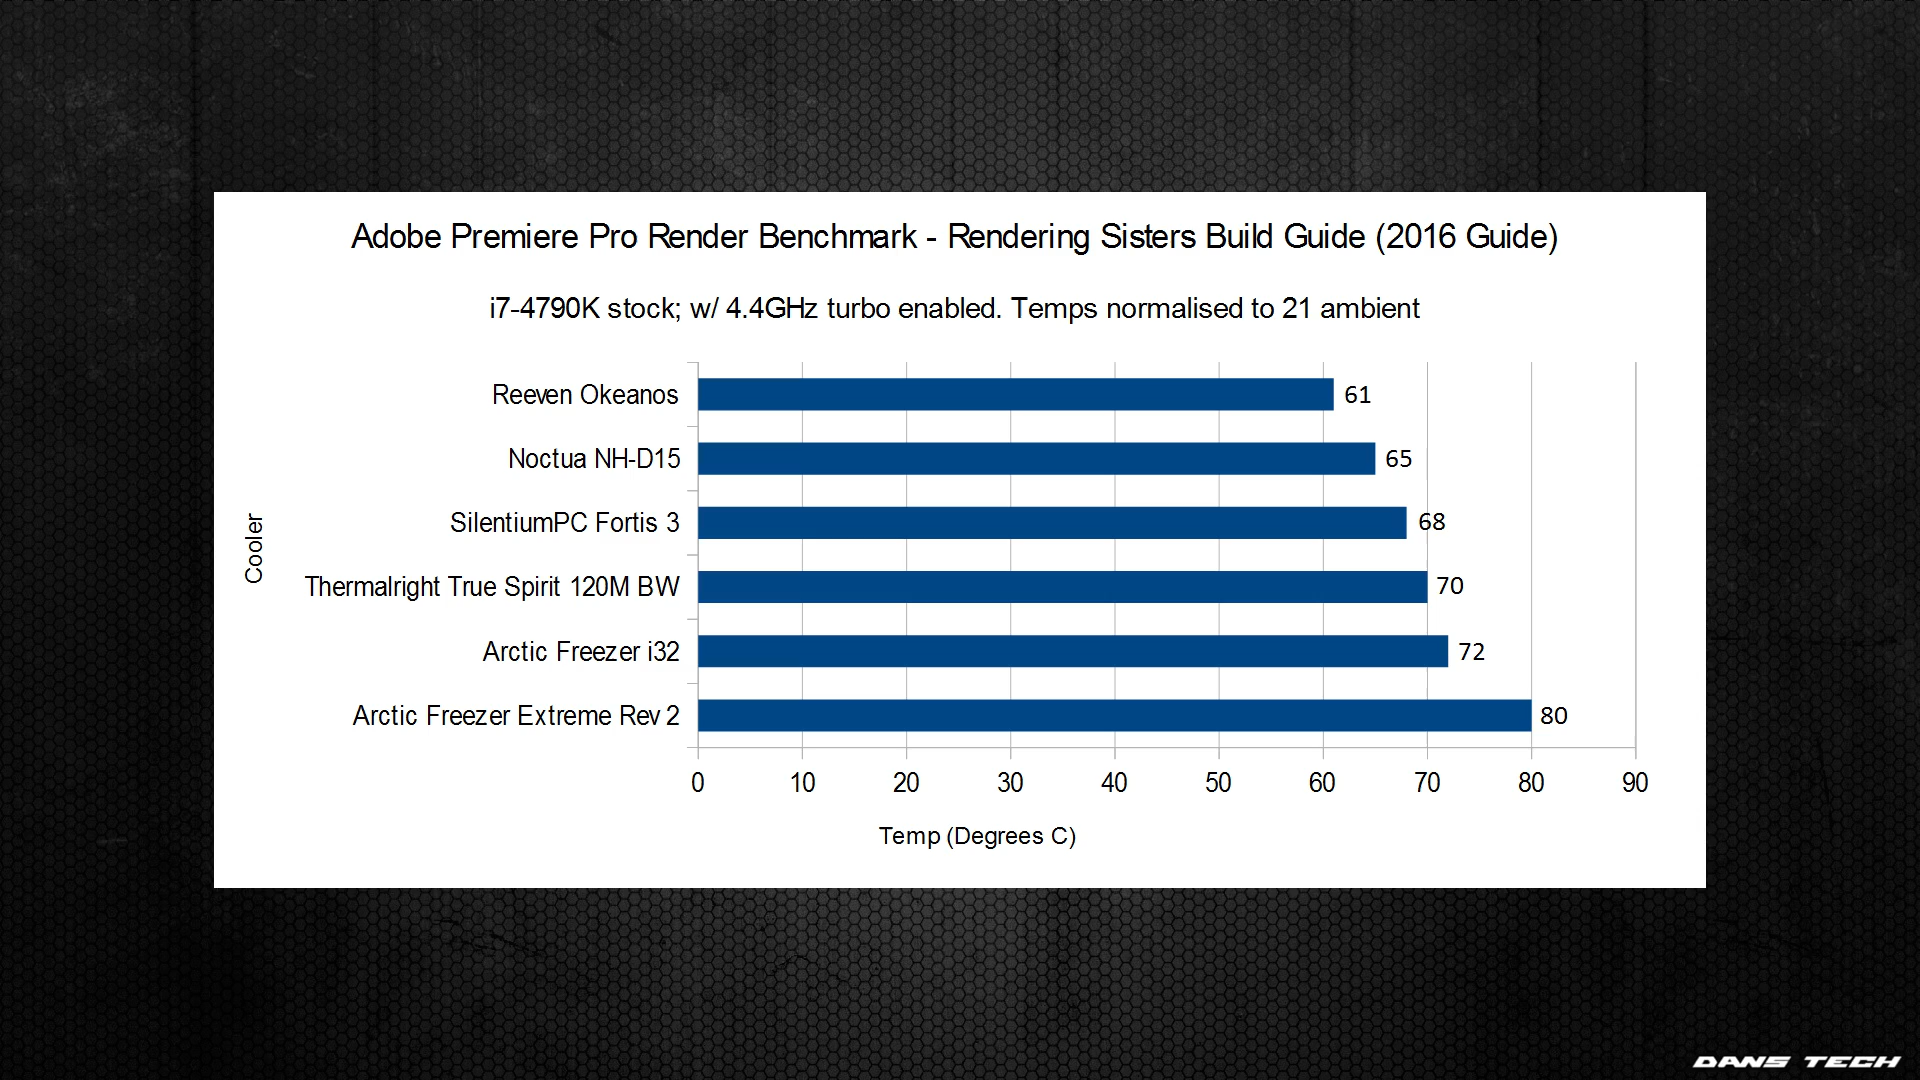 Adobe Premiere Pro Render Benchmark - Rendering Sisters Build Guide (2016 Guide)
i7-4790K stock; w/ 4.4GHz turbo enabled. Temps normalised to 21 ambient
Cooler
Reeven Okeanos 61
Noctua NH-D15 65
SilentiumPC Fortis 3 68
Thermalright True Spirit 120M BW 70
Arctic Freezer i32 72
Arctic Freezer Extreme Rev 2 80
0 10 20 30 40 50 60 70 80 90
Temp (Degrees C)
DANS TECH